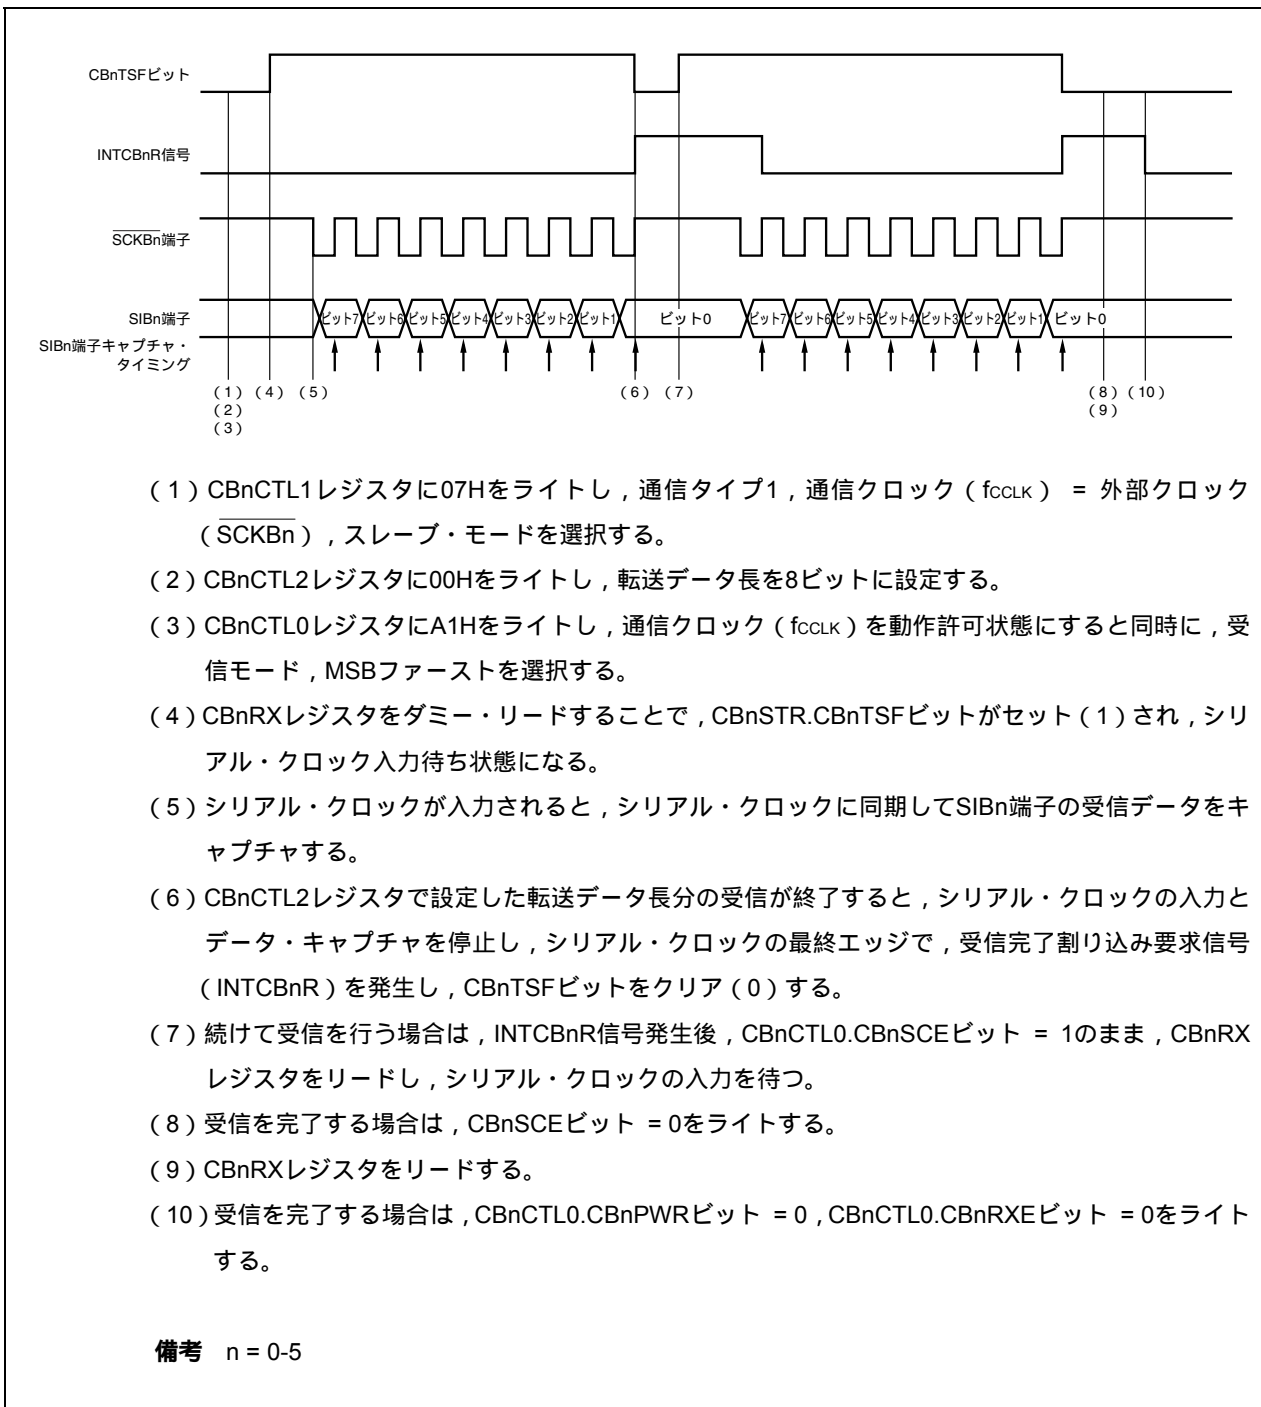 CBnTSFビット
INTCBnR信号
SCKBn端子
SIBn端子
ビット7 ビット6 ビット5 ビット4 ビット3 ビット2 ビット1 ビット0 ビット7 ビット6 ビット5 ビット4 ビット3 ビット2 ビット1 ビット0
SIBn端子キャプチャ・
タイミング
(1) (4) (5) (6) (7) (8) (10)
(2) (9)
(3)
(1) CBnCTL1レジスタに07Hをライトし，通信タイプ1，通信クロック（fCCLK） = 外部クロック
（SCKBn），スレーブ・モードを選択する。
(2) CBnCTL2レジスタに00Hをライトし，転送データ長を8ビットに設定する。
(3) CBnCTL0レジスタにA1Hをライトし，通信クロック（fCCLK）を動作許可状態にすると同時に，受
信モード，MSBファーストを選択する。
(4) CBnRXレジスタをダミー・リードすることで，CBnSTR.CBnTSFビットがセット（1）され，シリ
アル・クロック入力待ち状態になる。
(5) シリアル・クロックが入力されると，シリアル・クロックに同期してSIBn端子の受信データをキ
ャプチャする。
(6) CBnCTL2レジスタで設定した転送データ長分の受信が終了すると，シリアル・クロックの入力と
データ・キャプチャを停止し，シリアル・クロックの最終エッジで，受信完了割り込み要求信号
（INTCBnR）を発生し，CBnTSFビットをクリア（0）する。
(7) 続けて受信を行う場合は，INTCBnR信号発生後，CBnCTL0.CBnSCEビット = 1のまま，CBnRX
レジスタをリードし，シリアル・クロックの入力を待つ。
(8) 受信を完了する場合は，CBnSCEビット = 0をライトする。
(9) CBnRXレジスタをリードする。
(10) 受信を完了する場合は，CBnCTL0.CBnPWRビット = 0，CBnCTL0.CBnRXEビット = 0をライト
する。
備考 n = 0-5